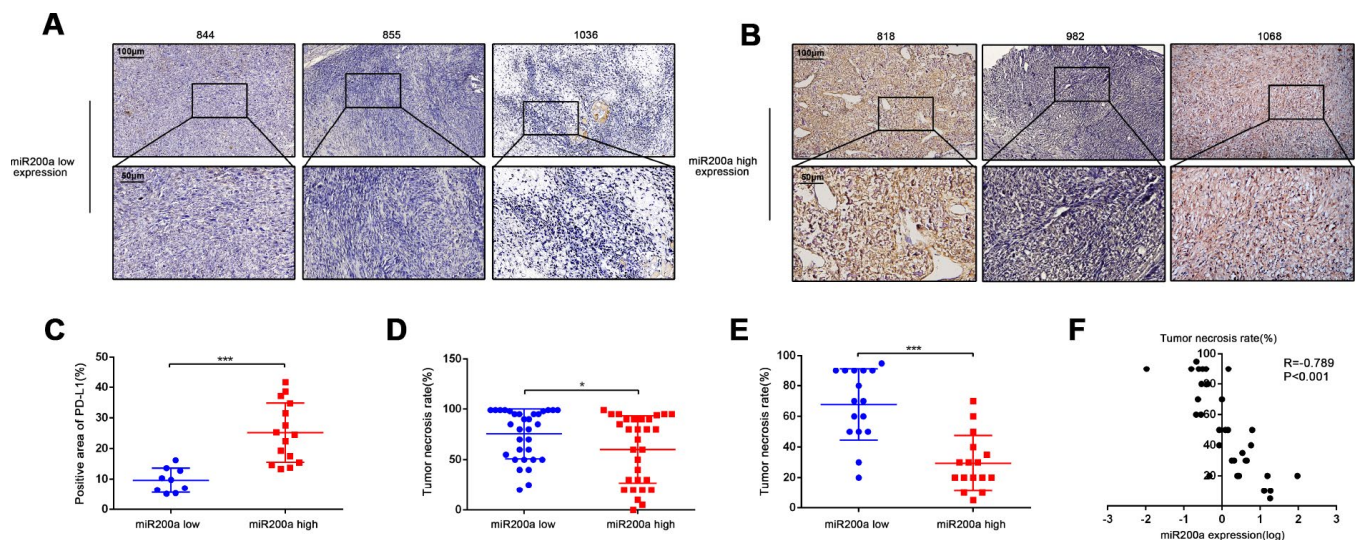 A
844 855 1036
100μm
miR200a low
expression
50μm
B
818 982 1068
100μm
miR200a high
expression
50μm
C
Positive area of PD-L1(%)
50
40
30
20
10
0
***
miR200a low miR200a high
D
Tumor necrosis rate(%)
150
100
50
0
*
miR200a low miR200a high
E
Tumor necrosis rate(%)
100
80
60
40
20
0
***
miR200a low miR200a high
F
Tumor necrosis rate(%)
R=-0.789
P<0.001
100
80
60
40
20
-3 -2 -1 0 1 2 3
miR200a expression(log)